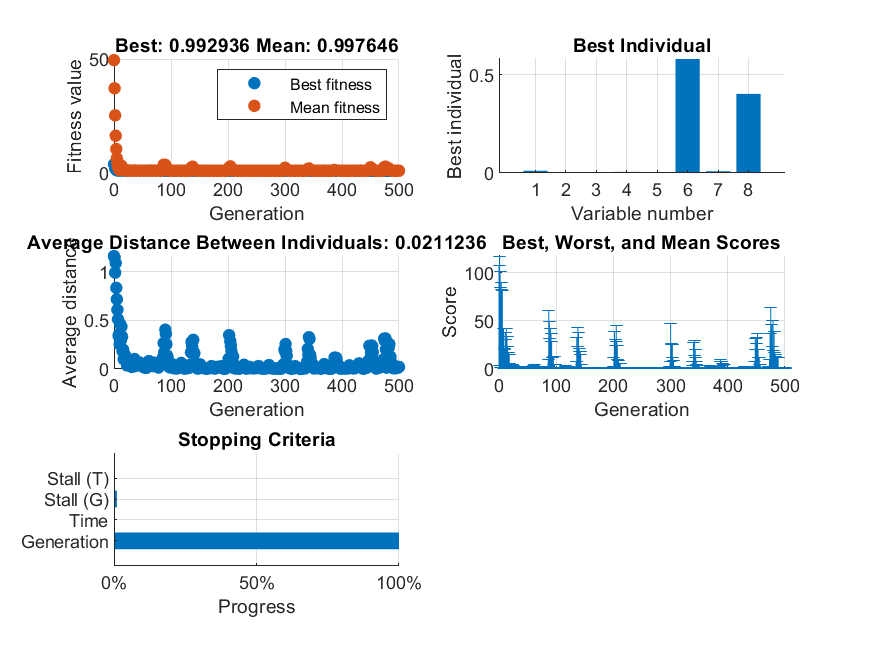 Best: 0.992936 Mean: 0.997646
Fitness value
50
0
Best fitness
Mean fitness
0 100 200 300 400 500
Generation
Best Individual
Best individual
0.5
0
1 2 3 4 5 6 7 8
Variable number
Average Distance Between Individuals: 0.0211236
Average distance
1
0.5
0
0 100 200 300 400 500
Generation
Best, Worst, and Mean Scores
Score
100
50
0
0 100 200 300 400 500
Generation
Stopping Criteria
Stall (T)
Stall (G)
Time
Generation
0% 50% 100%
Progress